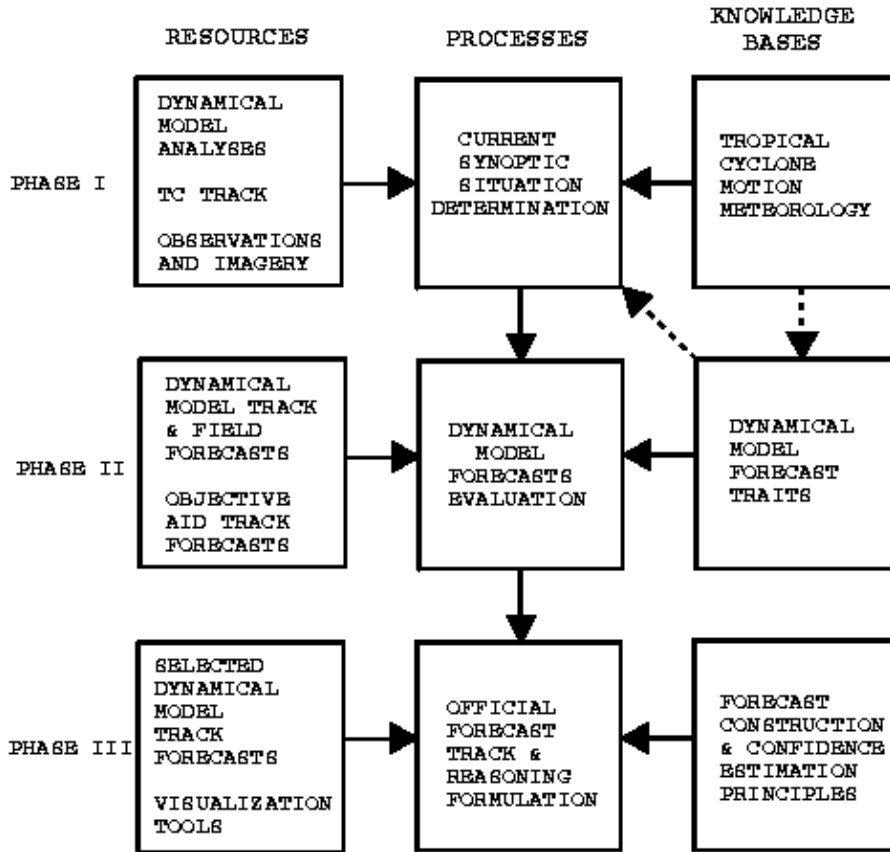 RESOURCES
PROCESSES
KNOWLEDGE
BASES
PHASE I
DYNAMICAL
MODEL
ANALYSES
TC TRACK
OBSERVATIONS
AND IMAGERY
CURRENT
SYNOPTIC
SITUATION
DETERMINATION
TROPICAL
CYCLONE
MOTION
METEOROLOGY
PHASE II
DYNAMICAL
MODEL TRACK
& FIELD
FORECASTS
OBJECTIVE
AID TRACK
FORECASTS
DYNAMICAL
MODEL
FORECASTS
EVALUATION
DYNAMICAL
MODEL
FORECAST
TRAITS
PHASE III
SELECTED
DYNAMICAL
MODEL
TRACK
FORECASTS
VISUALIZATION
TOOLS
OFFICIAL
FORECAST
TRACK &
REASONING
FORMULATION
FORECAST
CONSTRUCTION
& CONFIDENCE
ESTIMATION
PRINCIPLES